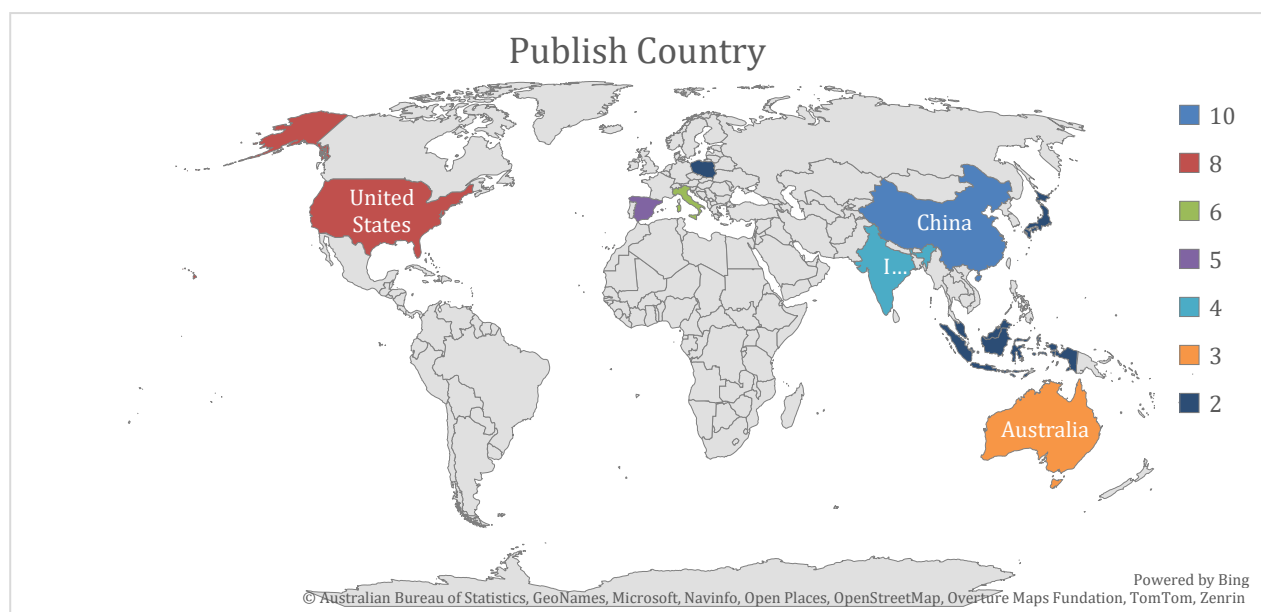 Publish Country
10
8
6
5
4
3
2
United
States
China
I...
Australia
Powered by Bing
© Australian Bureau of Statistics, GeoNames, Microsoft, Navinfo, Open Places, OpenStreetMap, Overture Maps Fundation, TomTom, Zenrin